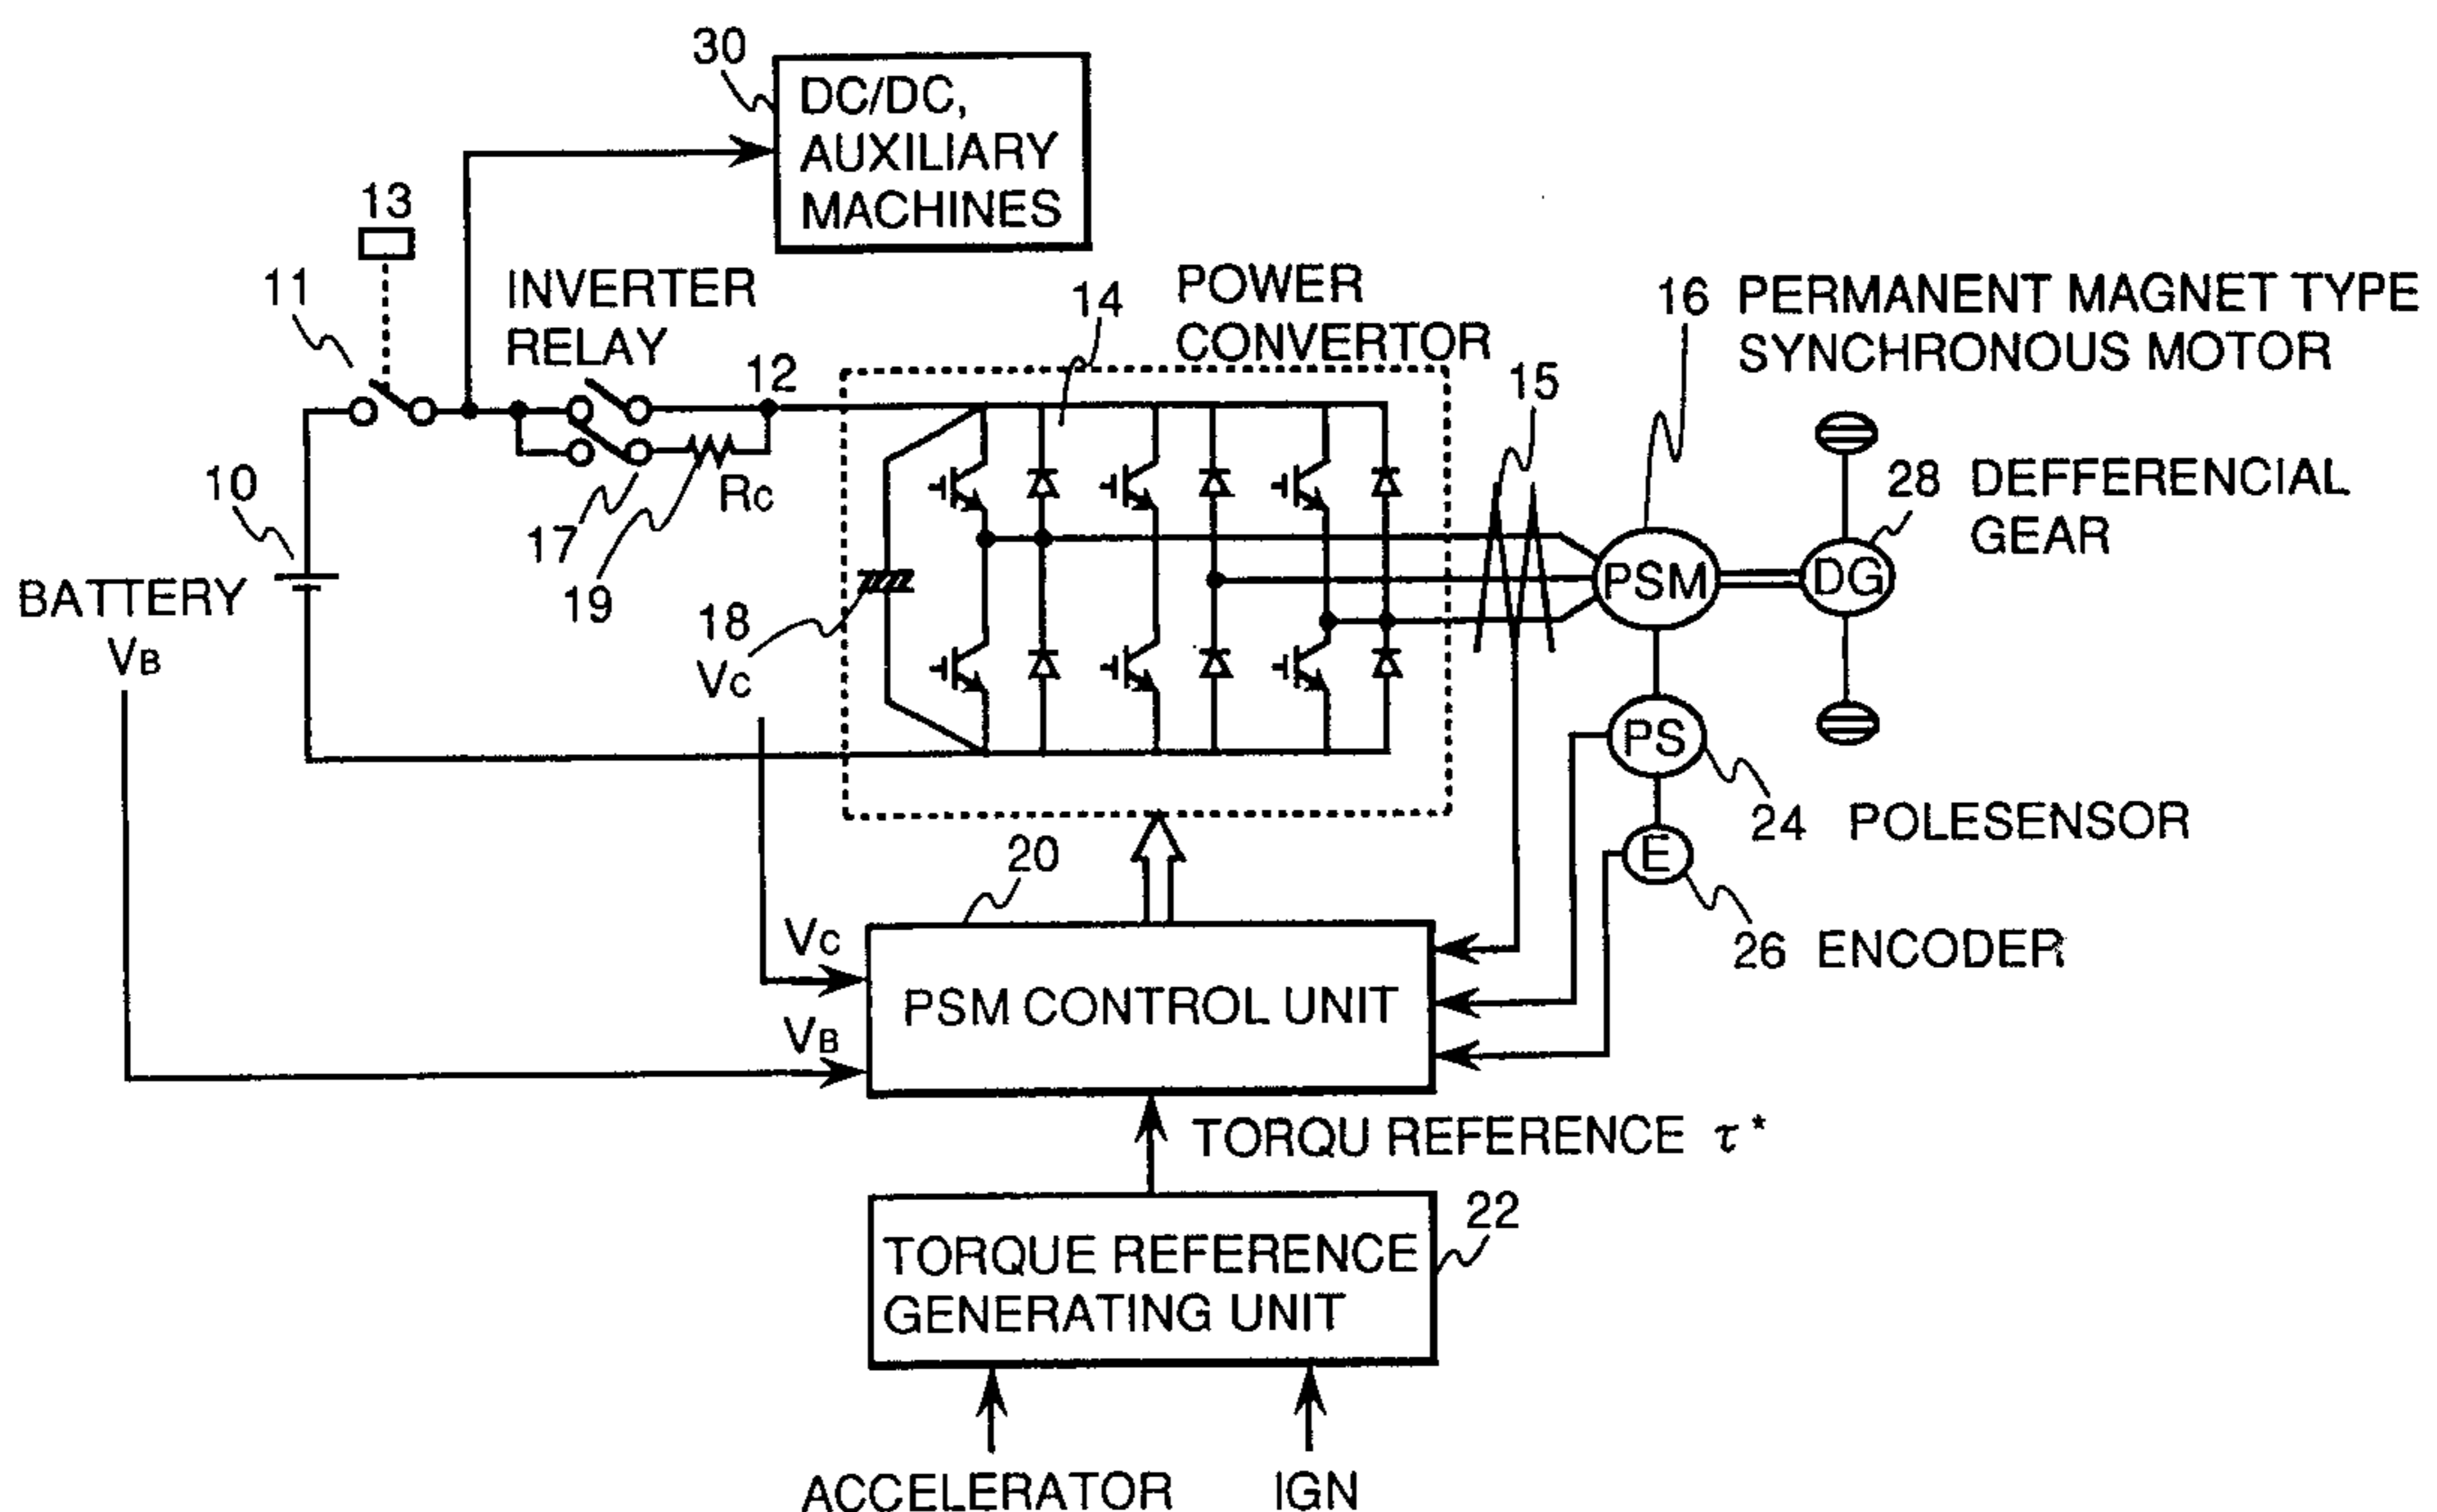 30
DC/DC,
AUXILIARY
MACHINES
13
11
INVERTER
RELAY
12
14
POWER
CONVERTOR
15
16 PERMANENT MAGNET TYPE
SYNCHRONOUS MOTOR
10
17
19
Rc
BATTERY
VB
18
Vc
PSM
DG
28 DEFFERENCIAL
GEAR
PS
24 POLESENSOR
E
26 ENCODER
20
Vc
VB
PSM CONTROL UNIT
TORQU REFERENCE τ*
22
TORQUE REFERENCE
GENERATING UNIT
ACCELERATOR
IGN